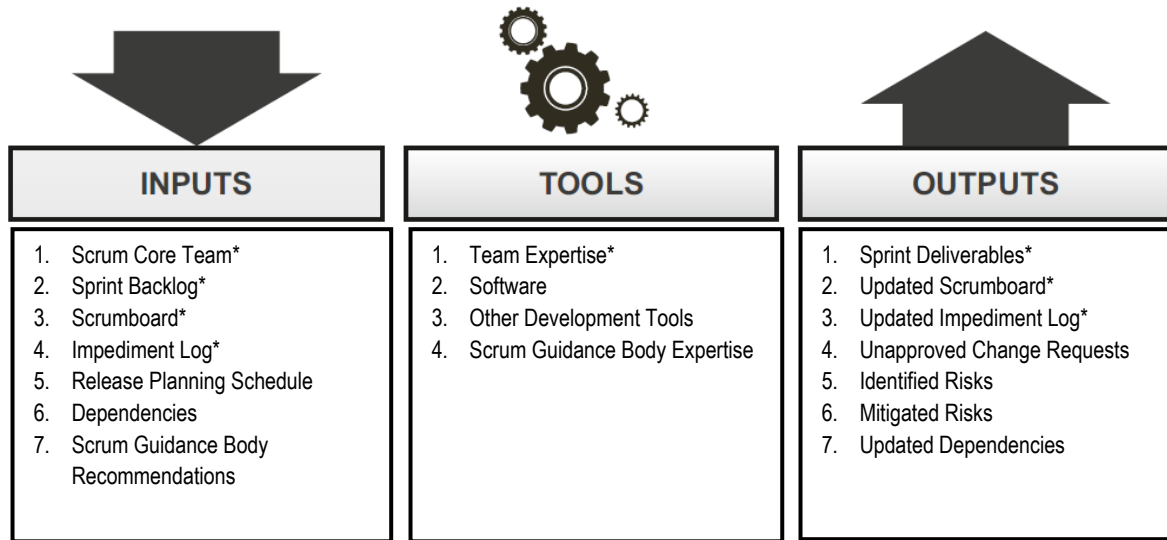 INPUTS
1. Scrum Core Team*
2. Sprint Backlog*
3. Scrumboard*
4. Impediment Log*
5. Release Planning Schedule
6. Dependencies
7. Scrum Guidance Body
Recommendations
TOOLS
1. Team Expertise*
2. Software
3. Other Development Tools
4. Scrum Guidance Body Expertise
OUTPUTS
1. Sprint Deliverables*
2. Updated Scrumboard*
3. Updated Impediment Log*
4. Unapproved Change Requests
5. Identified Risks
6. Mitigated Risks
7. Updated Dependencies